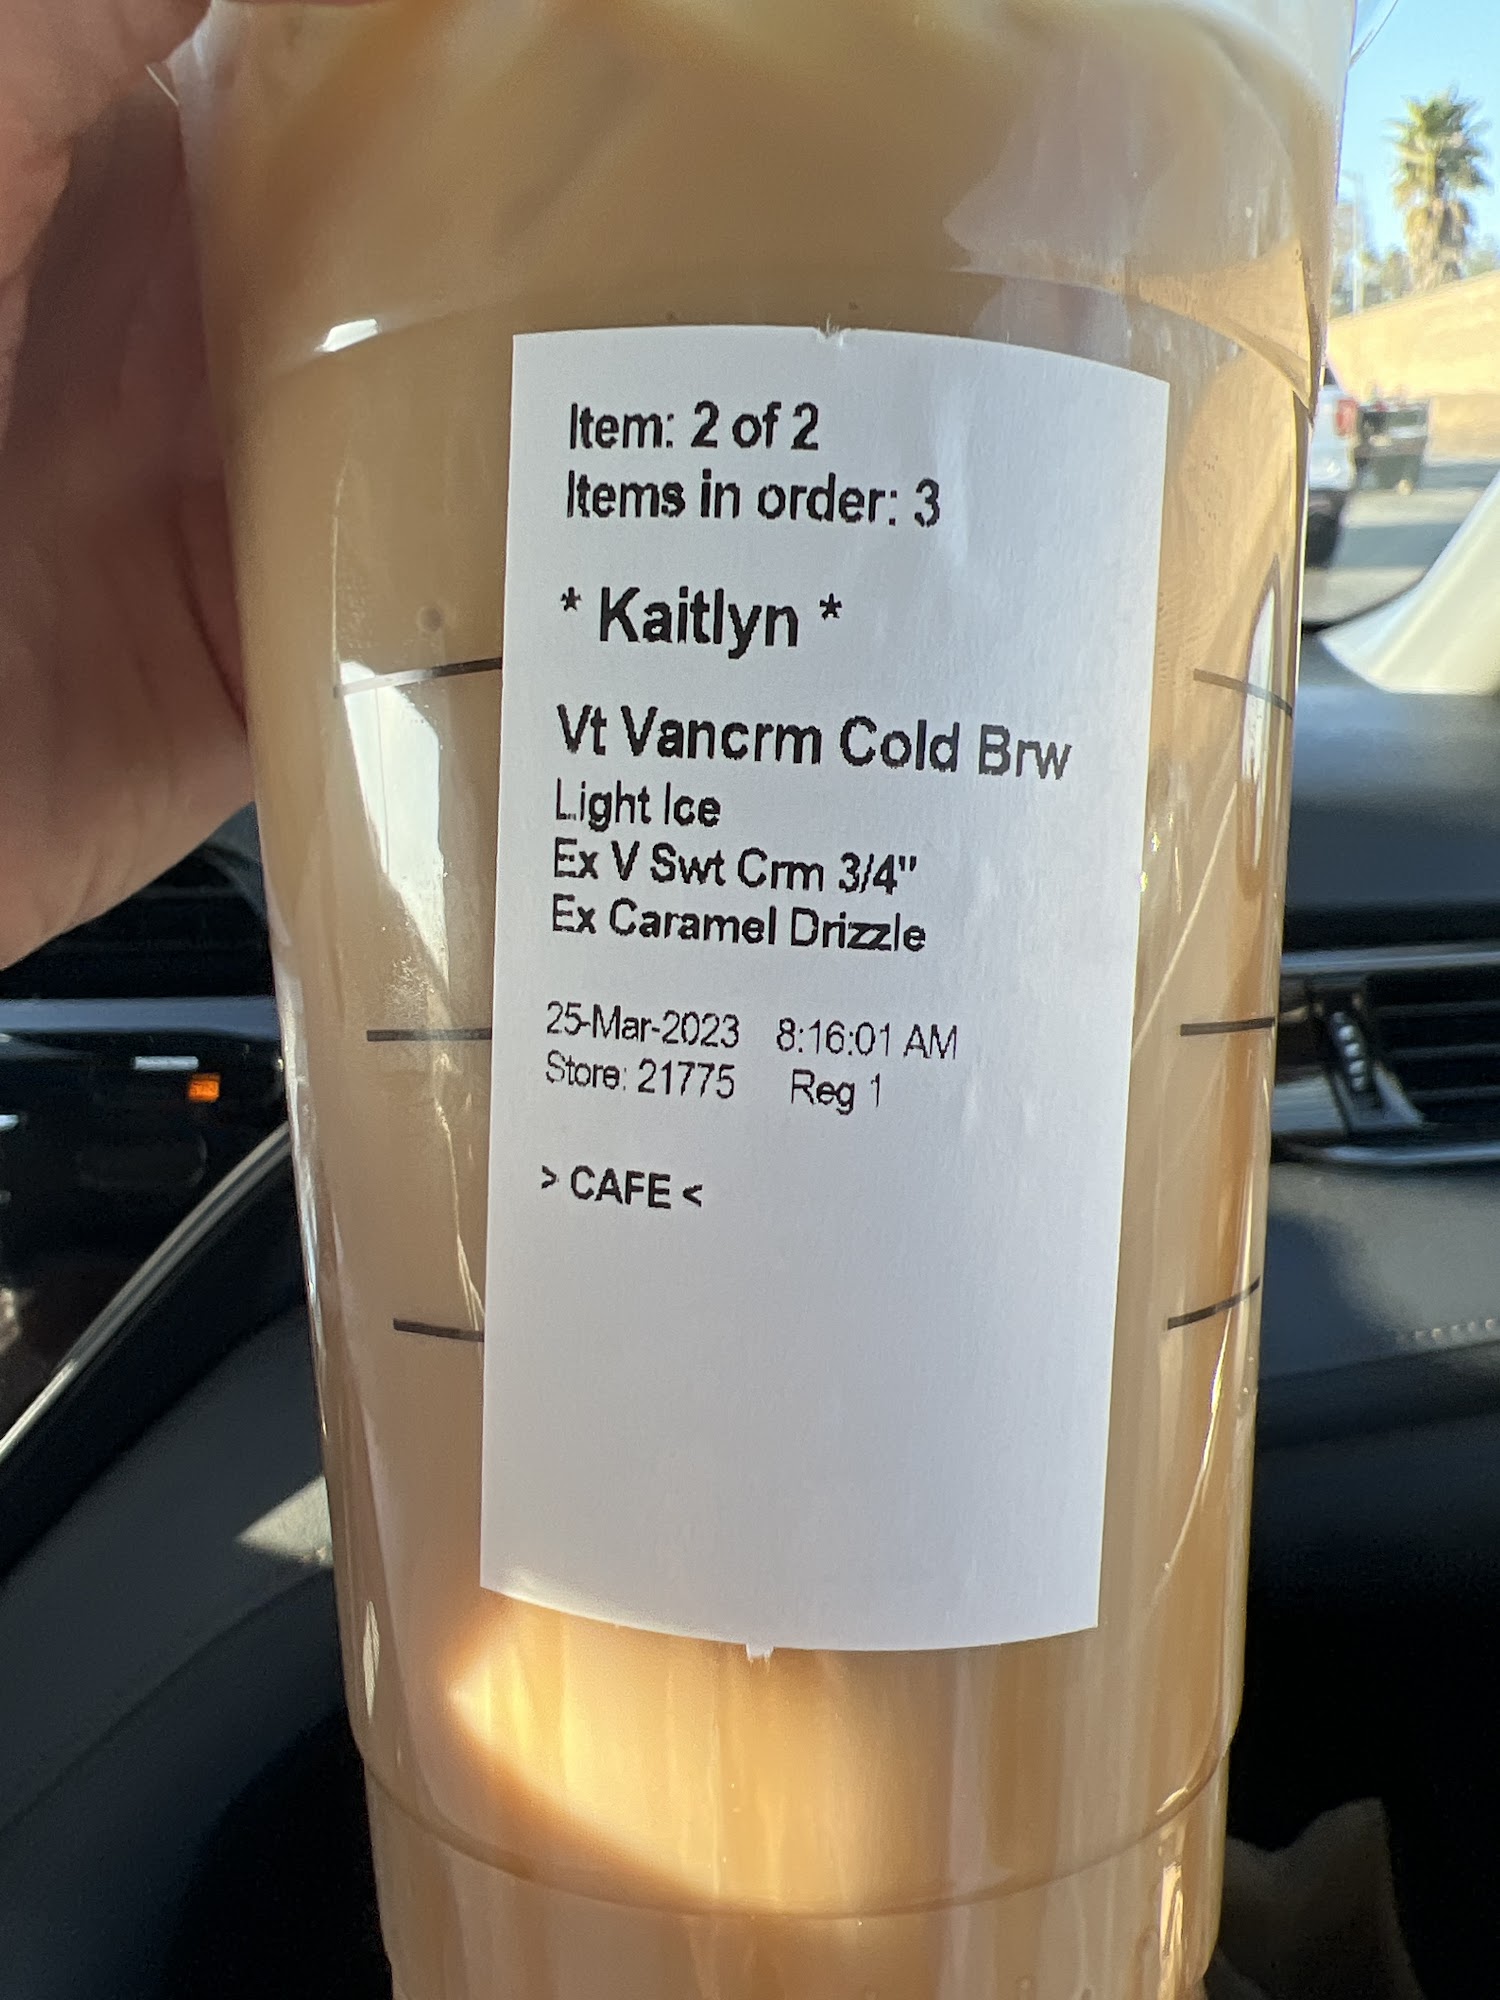 Item: 2 of 2
Items in order: 3
* Kaitlyn *
Vt Vancrm Cold Brw
Light Ice
Ex V Swt Crm 3/4"
Ex Caramel Drizzle
25-Mar-2023 8:16:01 AM
Store: 21775 Reg 1
> CAFE <